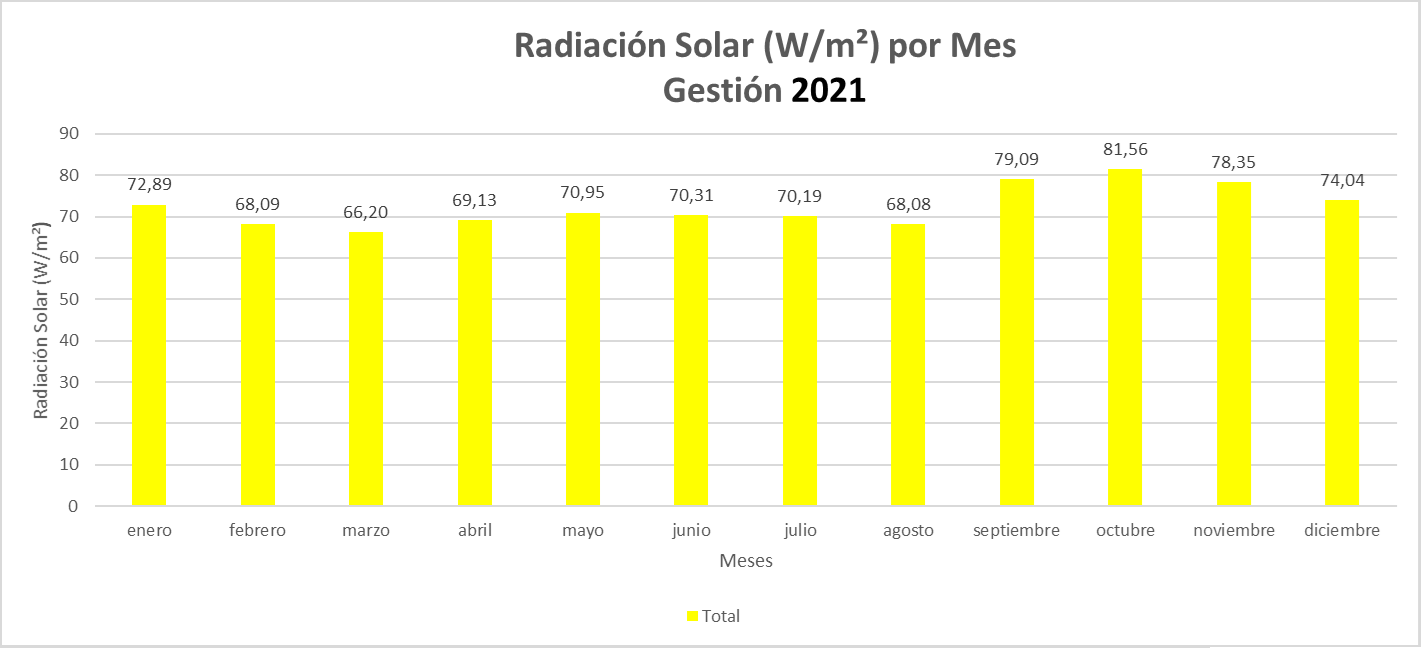 Radiación Solar (W/m²) por Mes
Gestión 2021
Radiación Solar (W/m²)
90
80
70
60
50
40
30
20
10
0
72,89
68,09
66,20
69,13
70,95
70,31
70,19
68,08
79,09
81,56
78,35
74,04
enero
febrero
marzo
abril
mayo
junio
julio
agosto
septiembre
octubre
noviembre
diciembre
Meses
Total